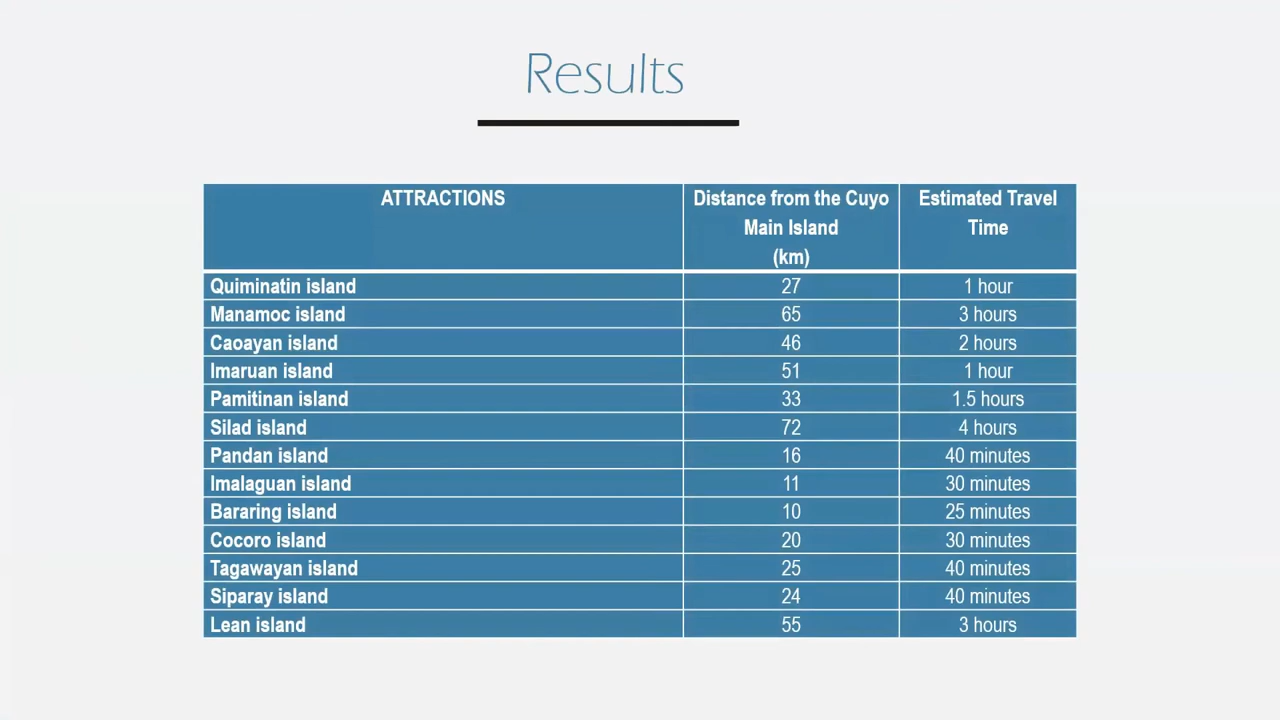 Results
ATTRACTIONS Distance from the Cuyo Main Island (km) Estimated Travel Time
Quiminatin island 27 1 hour
Manamoc island 65 3 hours
Caoayan island 46 2 hours
Imaruan island 51 1 hour
Pamitinan island 33 1.5 hours
Silad island 72 4 hours
Pandan island 16 40 minutes
Imalaguan island 11 30 minutes
Bararing island 10 25 minutes
Cocoro island 20 30 minutes
Tagawayan island 25 40 minutes
Siparay island 24 40 minutes
Lean island 55 3 hours